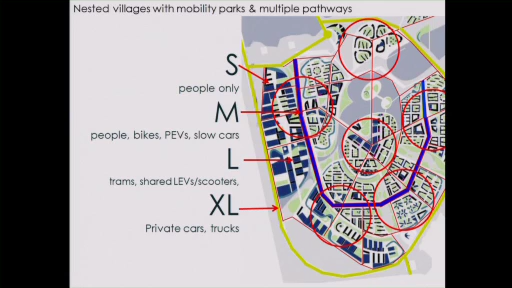 Nested villages with mobility parks & multiple pathways
S
people only
M
people, bikes, PEVs, slow cars
L
trams, shared LEVs/scooters,
XL
Private cars, trucks